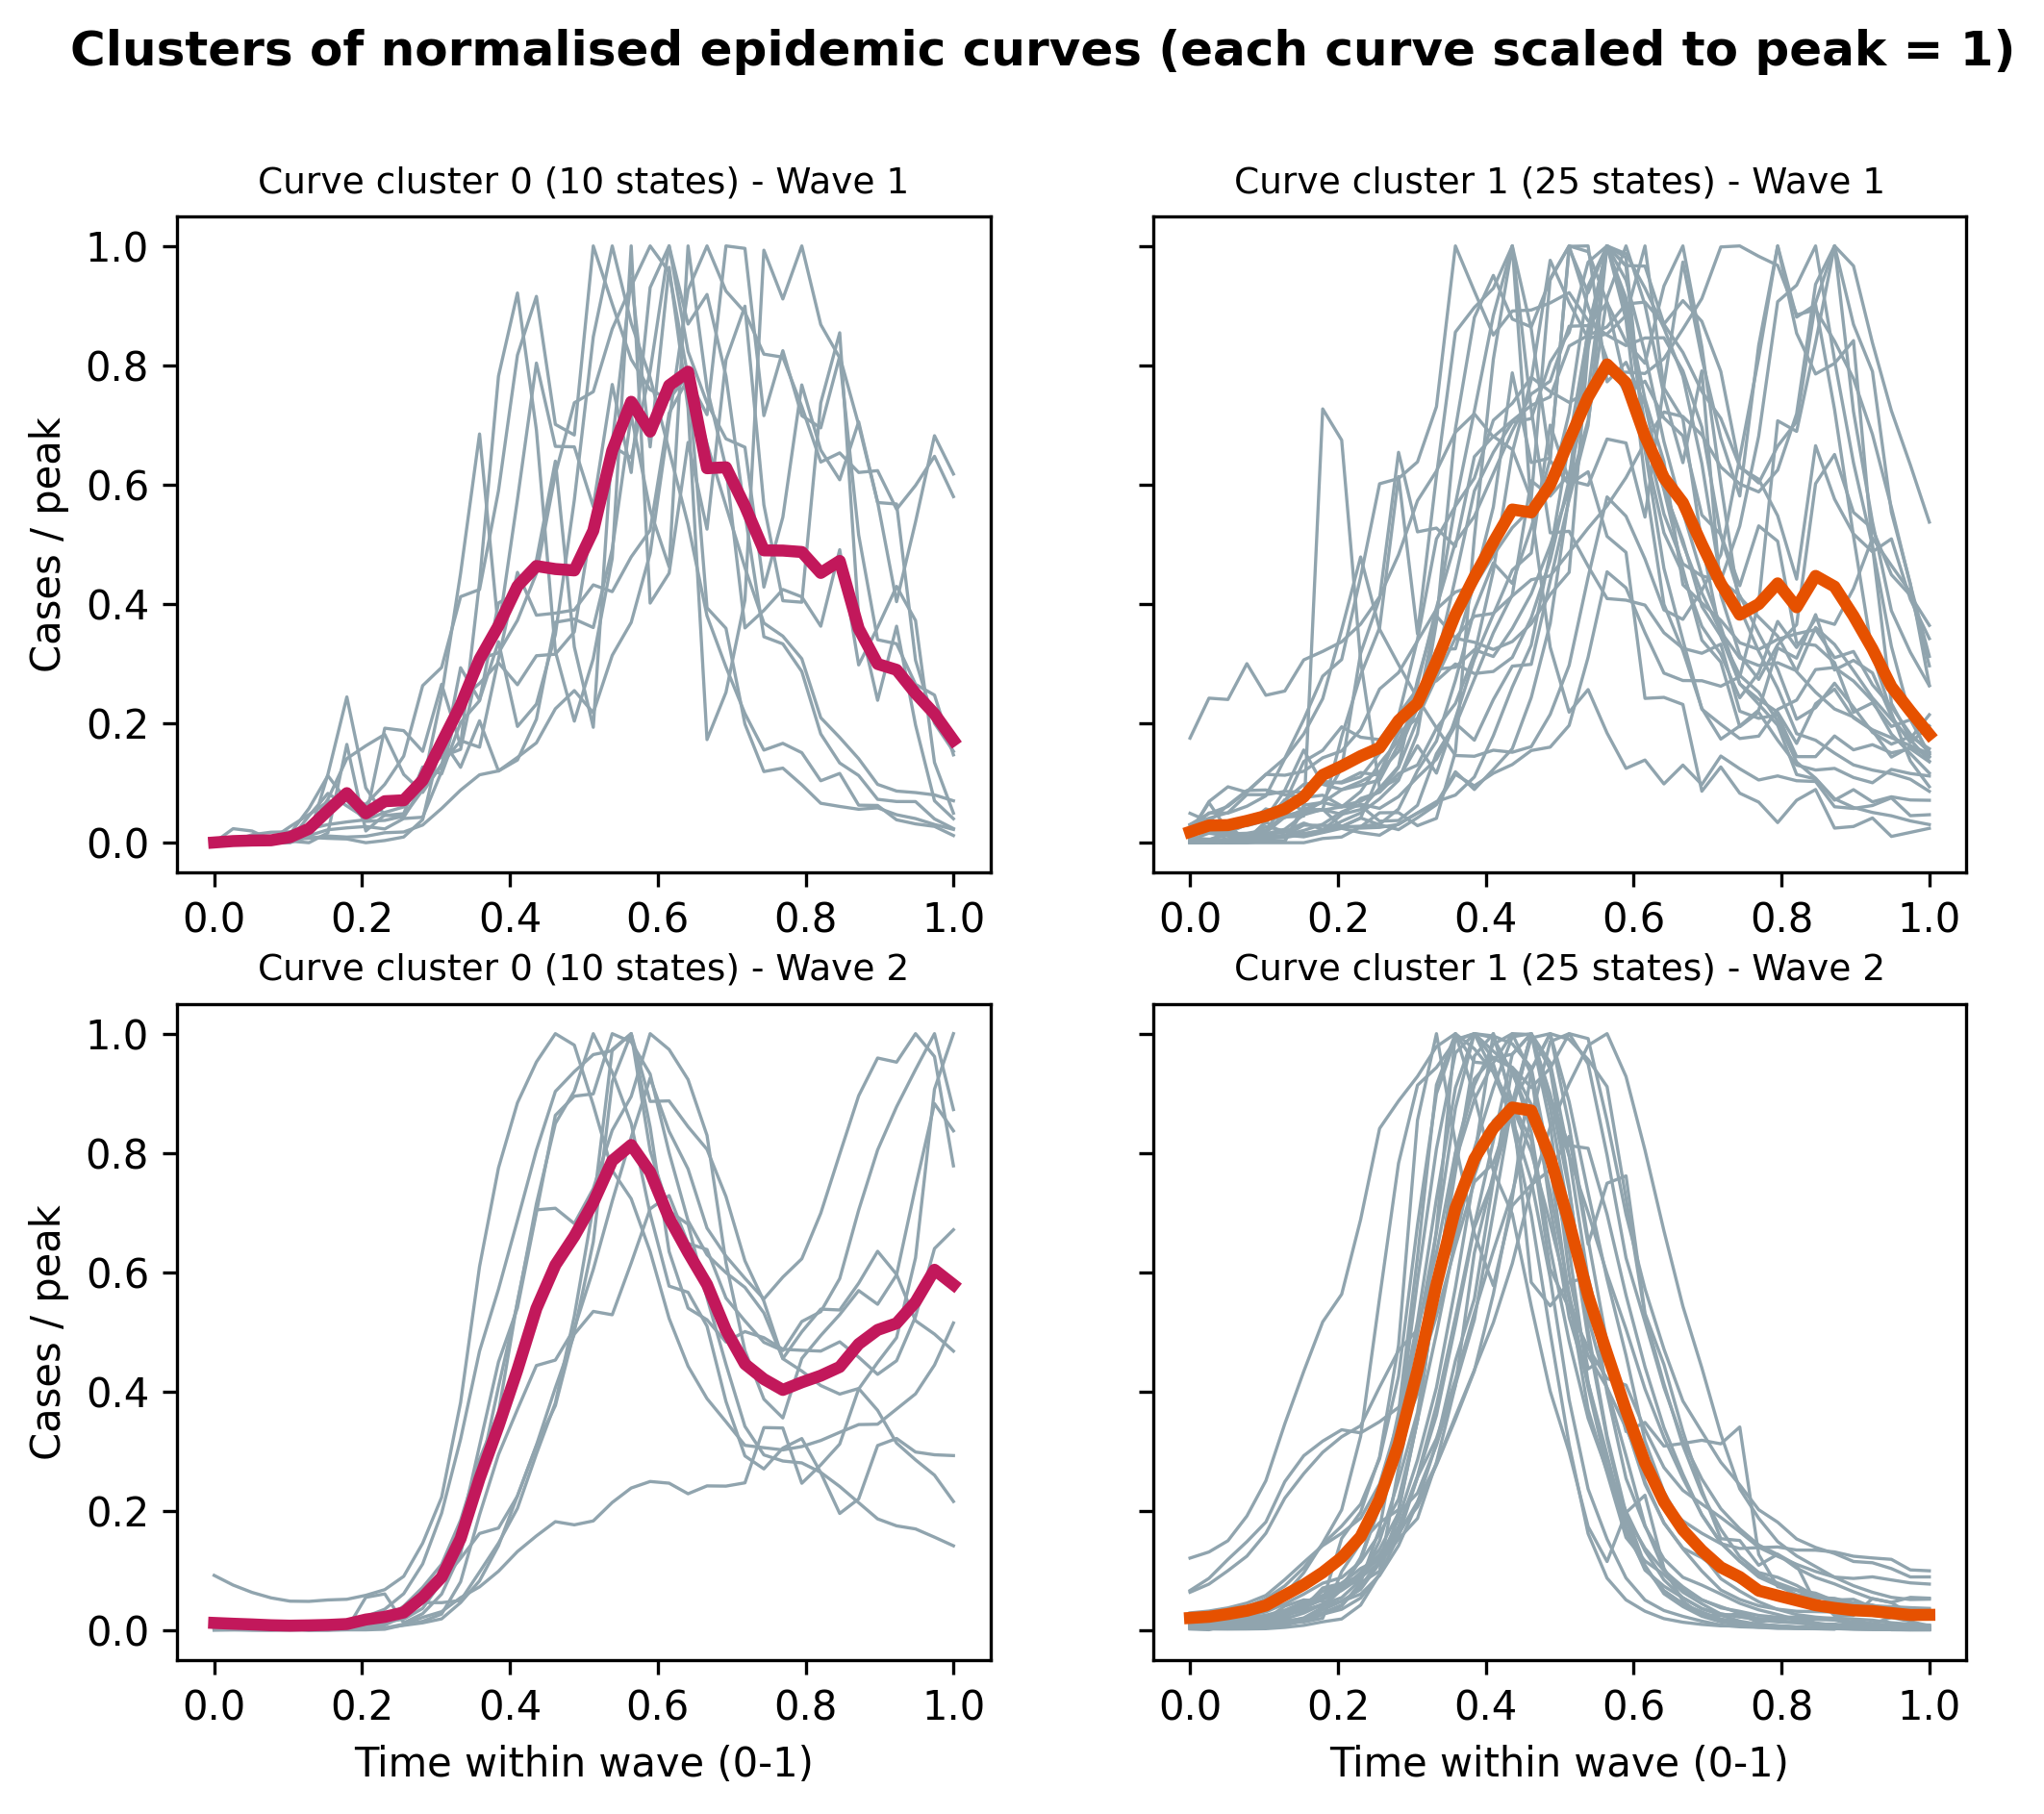 Clusters of normalised epidemic curves (each curve scaled to peak = 1)
Curve cluster 0 (10 states) - Wave 1
Curve cluster 1 (25 states) - Wave 1
Cases / peak
1.0
0.8
0.6
0.4
0.2
0.0
0.0 0.2 0.4 0.6 0.8 1.0
0.0 0.2 0.4 0.6 0.8 1.0
Curve cluster 0 (10 states) - Wave 2
Curve cluster 1 (25 states) - Wave 2
Cases / peak
1.0
0.8
0.6
0.4
0.2
0.0
0.0 0.2 0.4 0.6 0.8 1.0
0.0 0.2 0.4 0.6 0.8 1.0
Time within wave (0-1)
Time within wave (0-1)